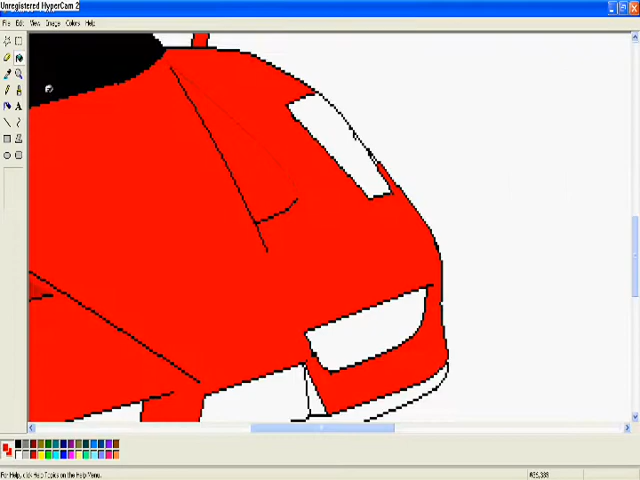 Unregistered HyperCam 2
File Edit View Image Colors Help
A
For Help, click Help Topics on the Help Menu.